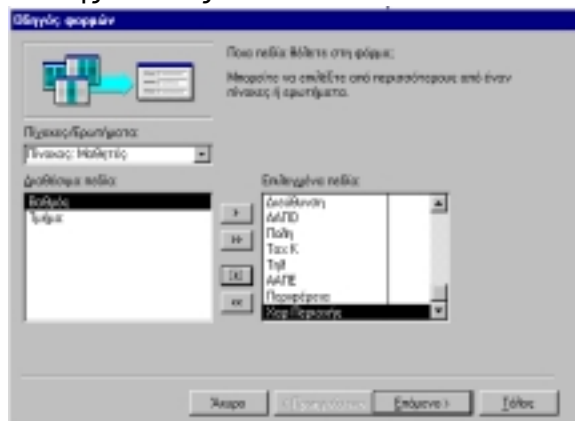 Οδηγός φορμών
Ποια πεδία θέλετε στη φόρμα;
Μπορείτε να επιλέξετε από περισσότερους από έναν
πίνακες ή ερωτήματα.
Πίνακες/Ερωτήματα:
Πίνακας: Μαθητής
Διαθέσιμα πεδία:
Βαθμός
Τμήμα
>
>>
<
<<
Επιλεγμένα πεδία:
Διεύθυνση
ΑΑΠΟ
Πόλη
Ταχ Κ
Τηλ
ΑΑΠΕ
Περιφέρεια
Χαρ Περιοχής
Άκυρο
< Προηγούμενο
Επόμενο >
Τέλος